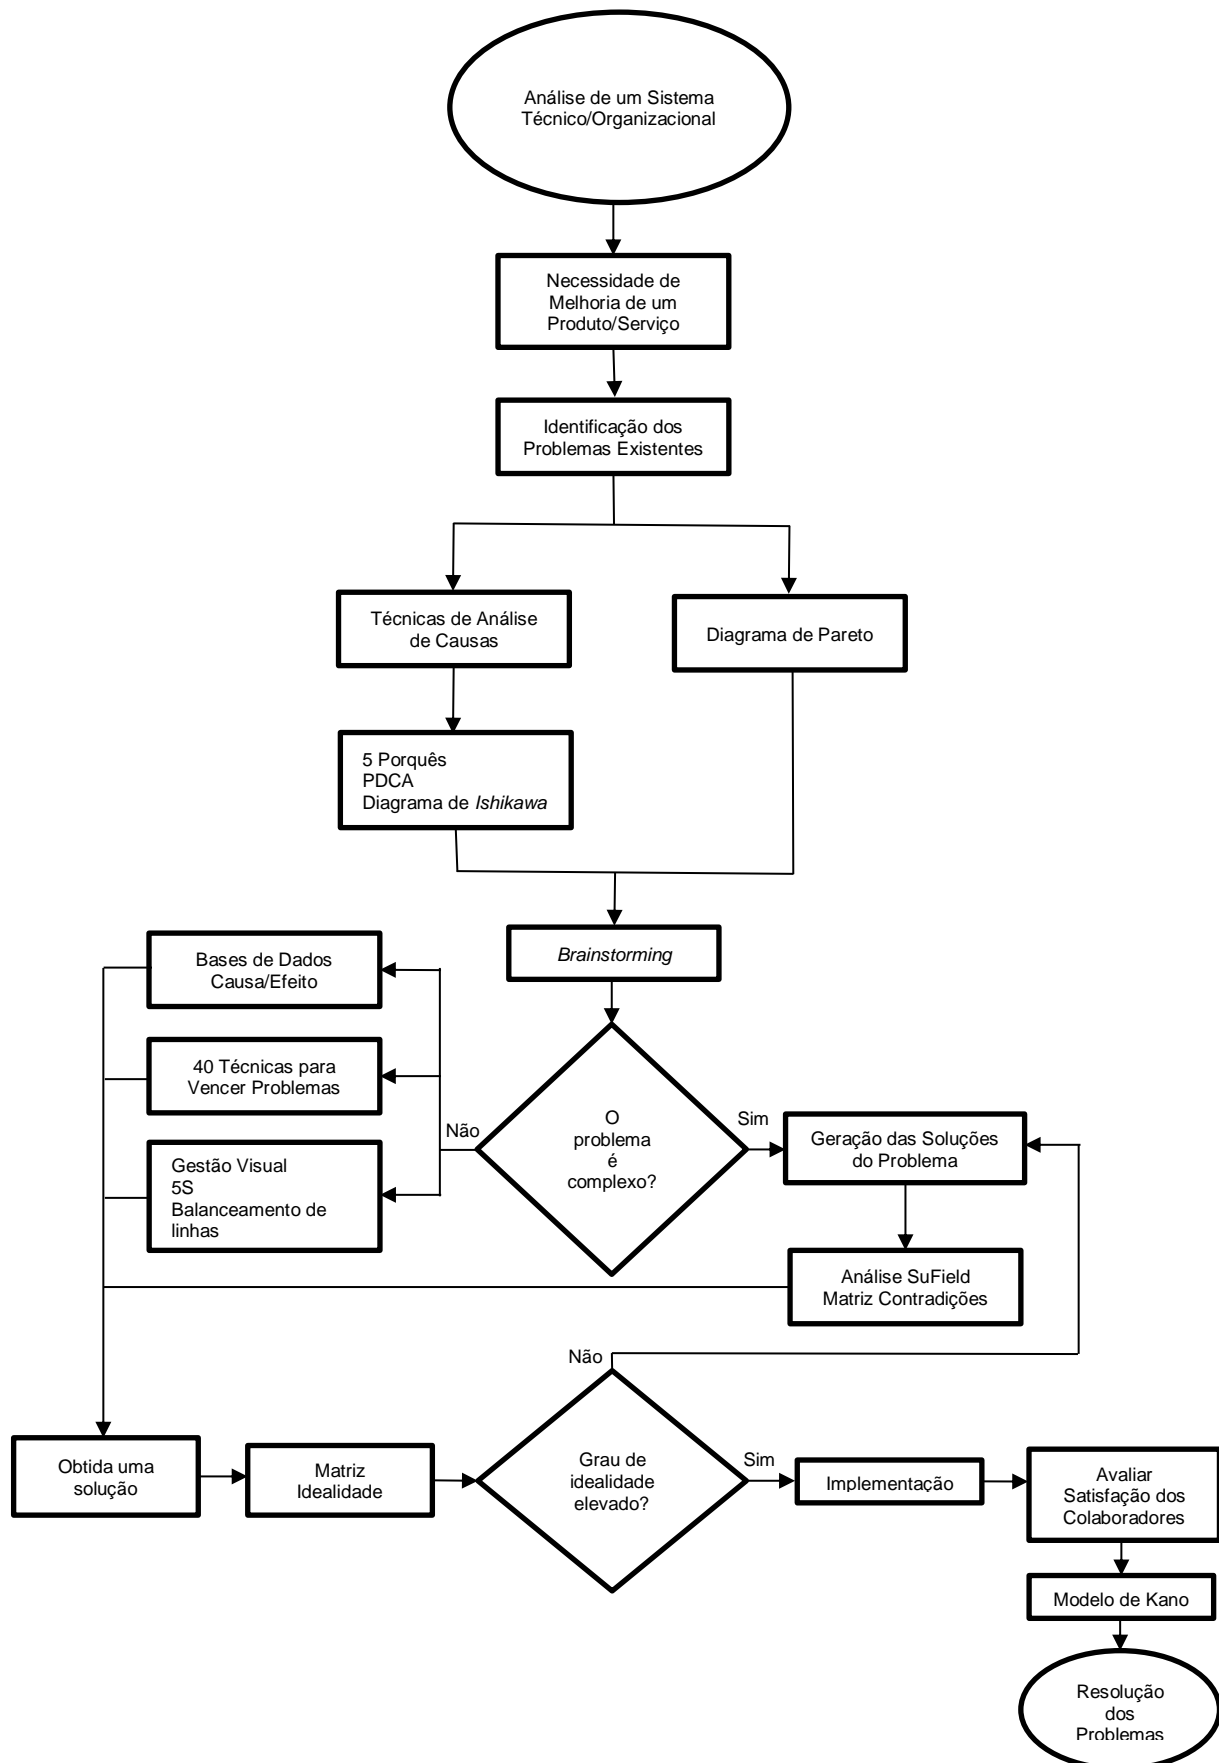 Análise de um Sistema
Técnico/Organizacional
Necessidade de
Melhoria de um
Produto/Serviço
Identificação dos
Problemas Existentes
Técnicas de Análise
de Causas
Diagrama de Pareto
5 Porquês
PDCA
Diagrama de Ishikawa
Brainstorming
Bases de Dados
Causa/Efeito
40 Técnicas para
Vencer Problemas
Gestão Visual
5S
Balanceamento de
linhas
Não
O
problema
é
complexo?
Sim
Geração das Soluções
do Problema
Análise SuField
Matriz Contradições
Não
Obtida uma
solução
Matriz
Idealidade
Grau de
idealidade
elevado?
Sim
Implementação
Avaliar
Satisfação dos
Colaboradores
Modelo de Kano
Resolução
dos
Problemas